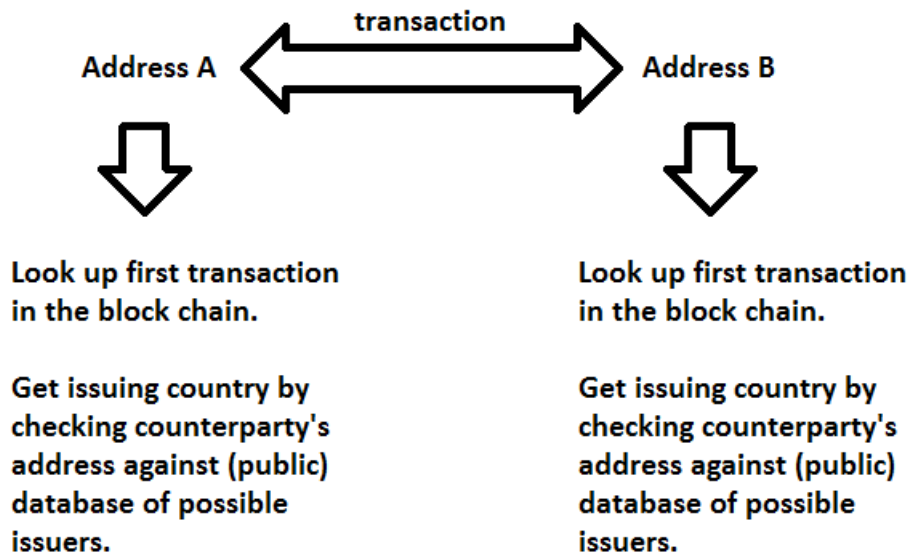 transaction
Address A
Address B
Look up first transaction
in the block chain.
Get issuing country by
checking counterparty's
address against (public)
database of possible
issuers.
Look up first transaction
in the block chain.
Get issuing country by
checking counterparty's
address against (public)
database of possible
issuers.